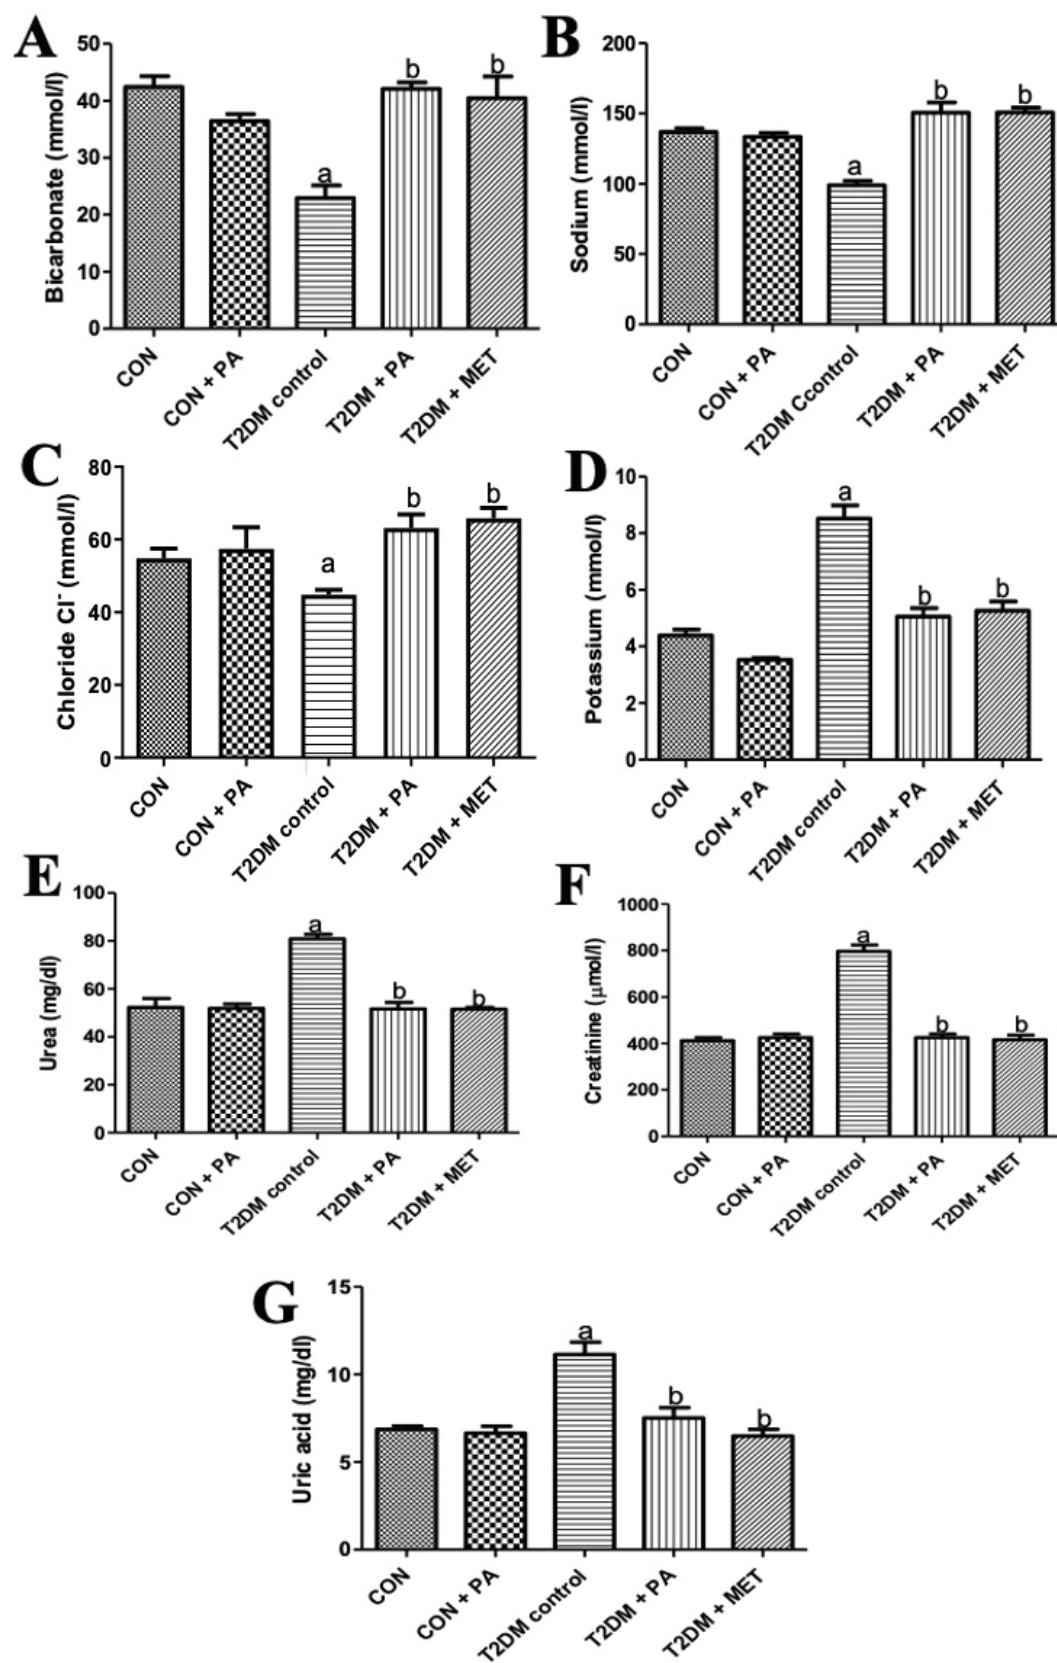 A
Bicarbonate (mmol/l)
50
40
30
20
10
0
a
b
b
CON
CON + PA
T2DM control
T2DM + PA
T2DM + MET
B
Sodium (mmol/l)
200
150
100
50
0
a
b
b
CON
CON + PA
T2DM Ccontrol
T2DM + PA
T2DM + MET
C
Chloride Cl⁻ (mmol/l)
80
60
40
20
0
a
b
b
CON
CON + PA
T2DM control
T2DM + PA
T2DM + MET
D
Potassium (mmol/l)
10
8
6
4
2
0
a
b
b
CON
CON + PA
T2DM control
T2DM + PA
T2DM + MET
E
Urea (mg/dl)
100
80
60
40
20
0
a
b
b
CON
CON + PA
T2DM control
T2DM + PA
T2DM + MET
F
Creatinine (μmol/l)
1000
800
600
400
200
0
a
b
b
CON
CON + PA
T2DM control
T2DM + PA
T2DM + MET
G
Uric acid (mg/dl)
15
10
5
0
a
b
b
CON
CON + PA
T2DM control
T2DM + PA
T2DM + MET